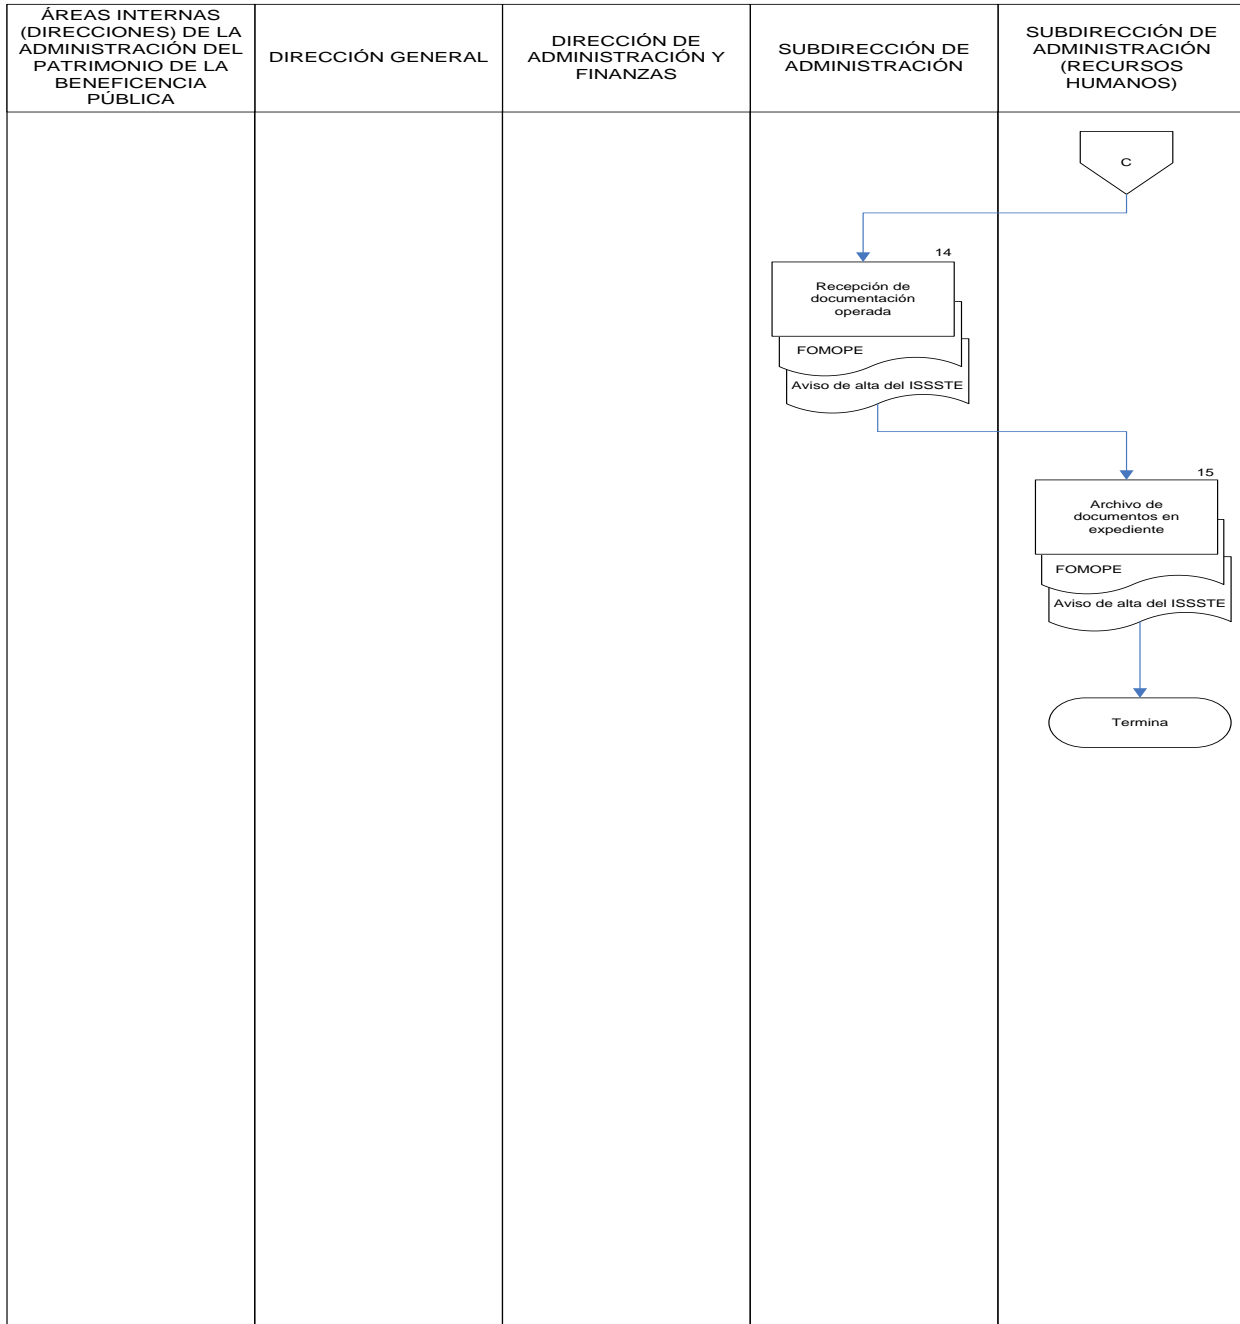 ÁREAS INTERNAS
(DIRECCIONES) DE LA
ADMINISTRACIÓN DEL
PATRIMONIO DE LA
BENEFICENCIA
PÚBLICA
DIRECCIÓN GENERAL
DIRECCIÓN DE
ADMINISTRACIÓN Y
FINANZAS
SUBDIRECCIÓN DE
ADMINISTRACIÓN
SUBDIRECCIÓN DE
ADMINISTRACIÓN
(RECURSOS
HUMANOS)
C
14
Recepción de
documentación
operada
FOMOPE
Aviso de alta del ISSSTE
15
Archivo de
documentos en
expediente
FOMOPE
Aviso de alta del ISSSTE
Termina